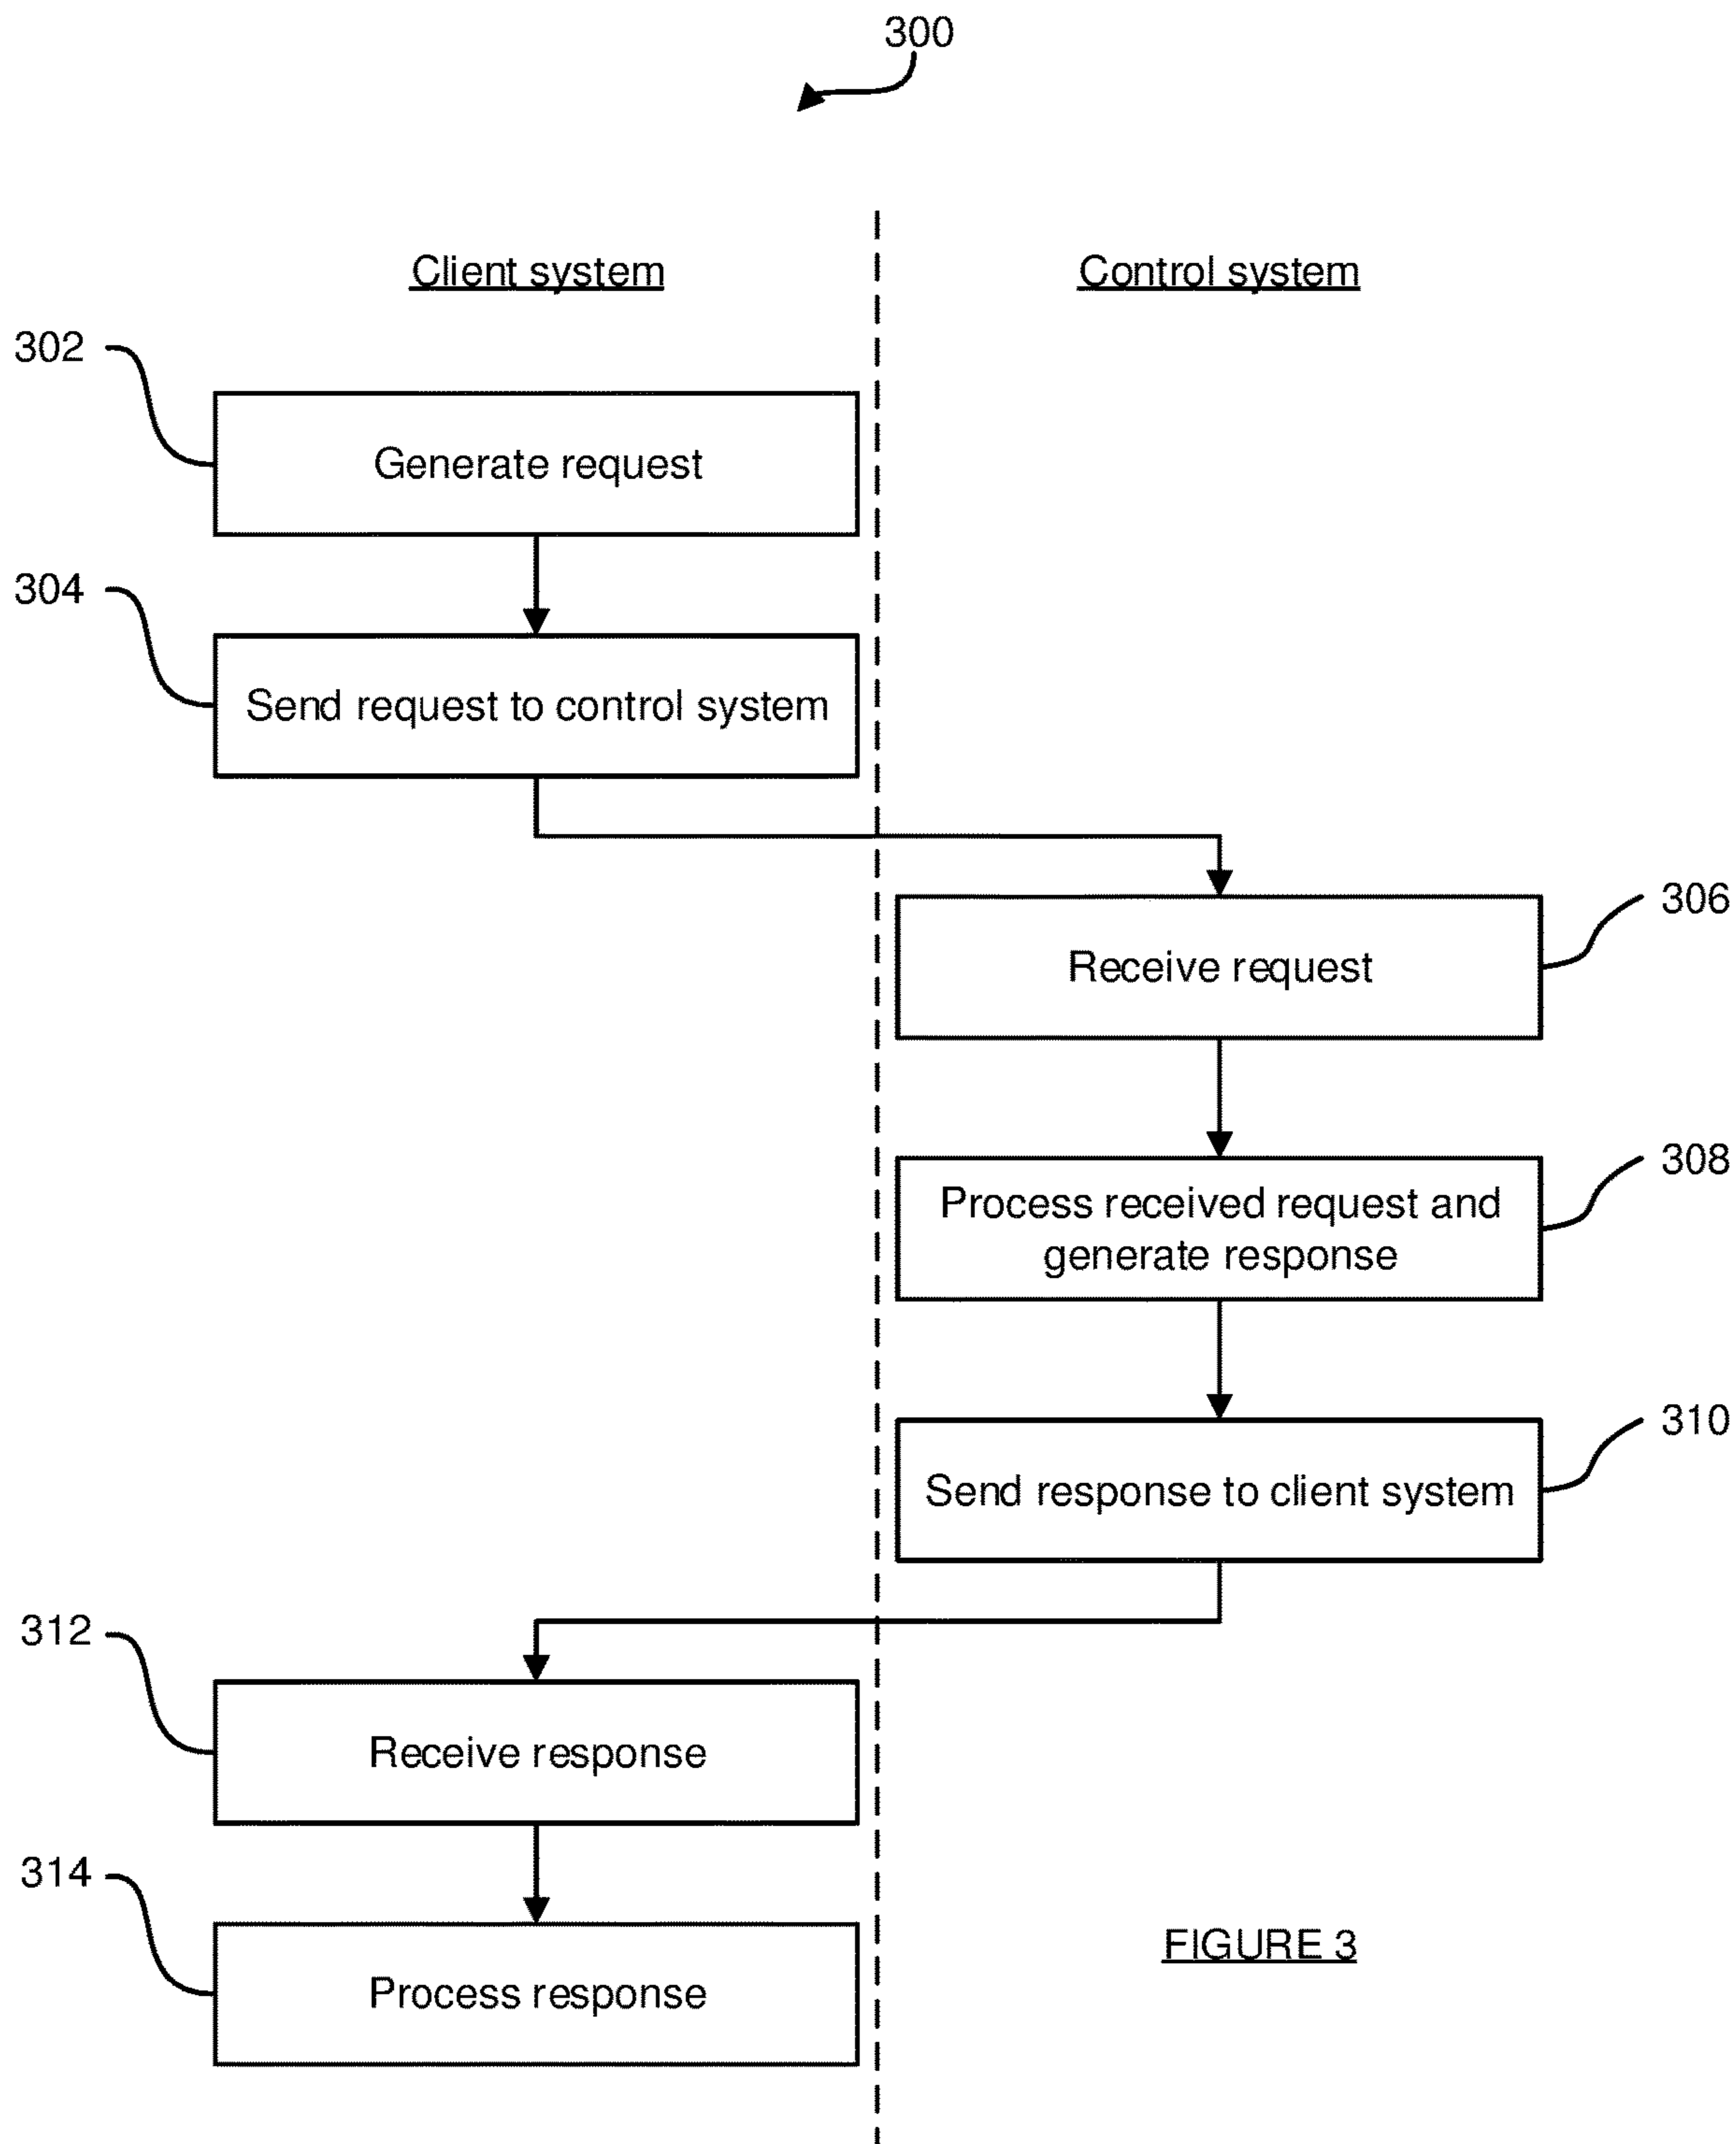 300
Client system
Control system
302
Generate request
304
Send request to control system
306
Receive request
308
Process received request and
generate response
310
Send response to client system
312
Receive response
314
Process response
FIGURE 3